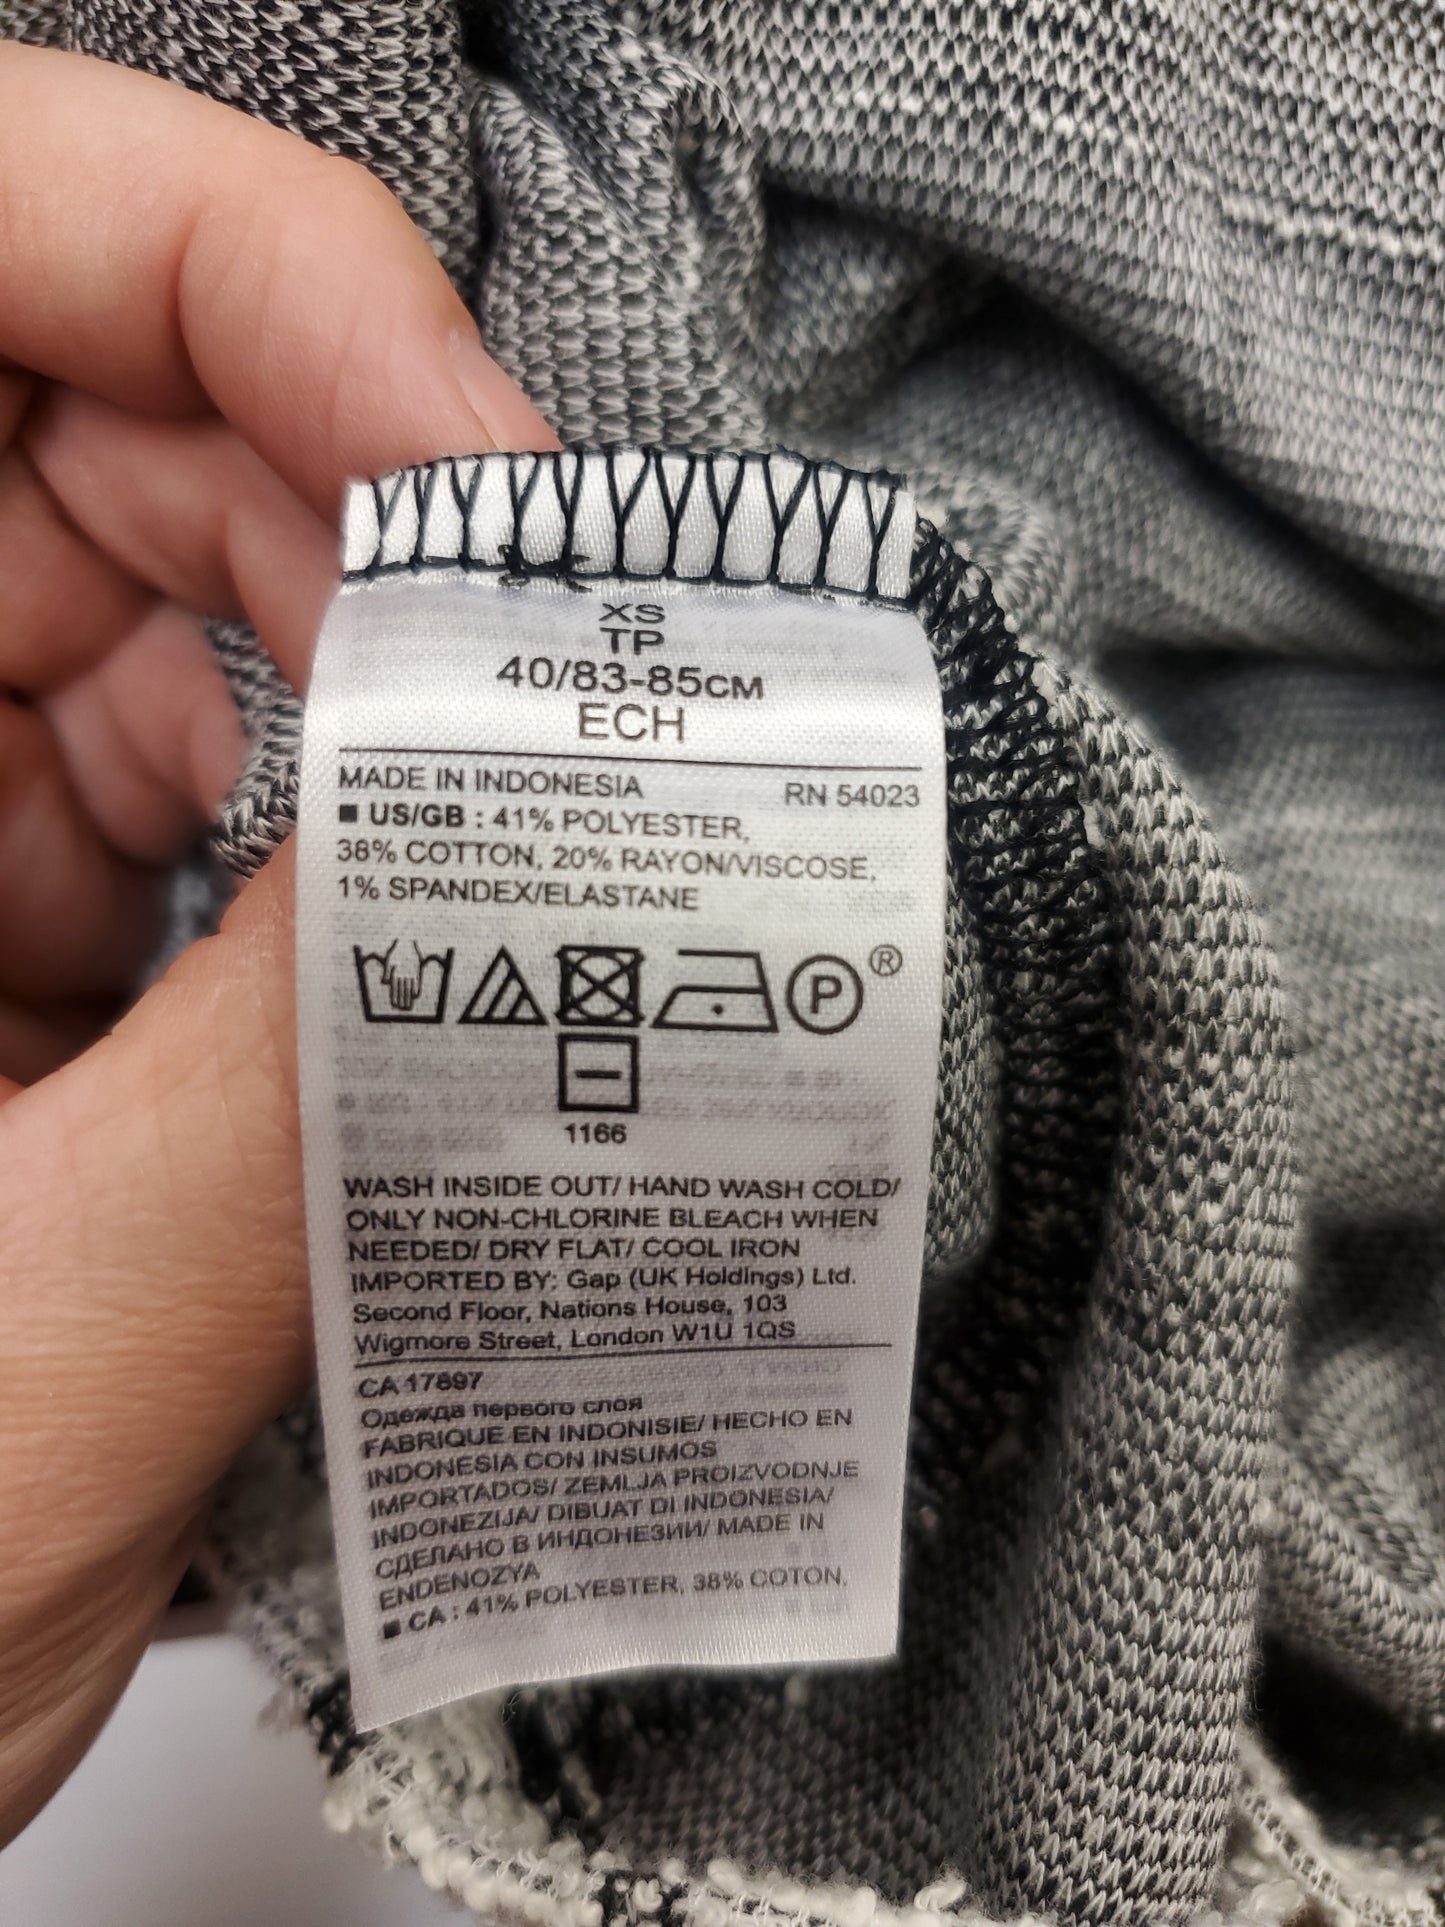 XS
TP
40/83-85CM
ECH
MADE IN INDONESIA RN 54023
■ US/GB : 41% POLYESTER,
38% COTTON, 20% RAYON/VISCOSE,
1% SPANDEX/ELASTANE
P ®
1166
WASH INSIDE OUT/ HAND WASH COLD/
ONLY NON-CHLORINE BLEACH WHEN
NEEDED/ DRY FLAT/ COOL IRON
IMPORTED BY: Gap (UK Holdings) Ltd.
Second Floor, Nations House, 103
Wigmore Street, London W1U 1QS
CA 17897
Одежда первого слоя
FABRIQUE EN INDONISIE/ HECHO EN
INDONESIA CON INSUMOS
IMPORTADOS/ ZEMLJA PROIZVODNJE
INDONEZIJA/ DIBUAT DI INDONESIA/
СДЕЛАНО В ИНДОНЕЗИИ/ MADE IN
ENDENOZYA
■ CA : 41% POLYESTER, 38% COTON,